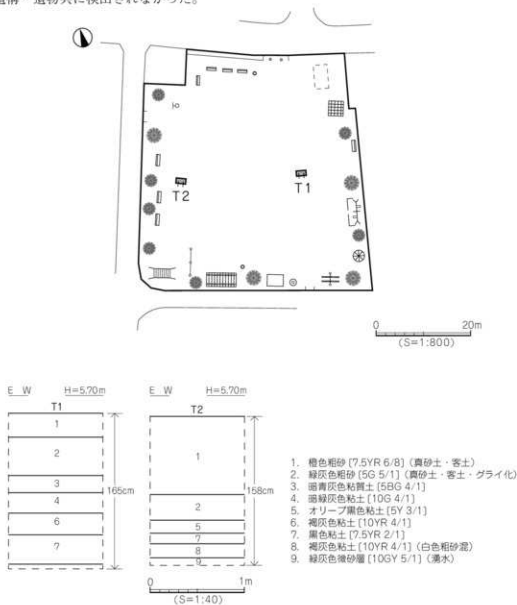 遺構・遺物共に検出されなかった。
T2
T1
0 20m
(S=1:800)
E W H=5.70m
T1
1
2
3
4
6
7
165cm
E W H=5.70m
T2
1
2
5
7
8
9
158cm
0 1m
(S=1:40)
1. 橙色粗砂 [7.5YR 6/8] (真砂土・客土)
2. 緑灰色粗砂 [5G 5/1] (真砂土・客土・グライ化)
3. 暗青灰色粘質土 [5BG 4/1]
4. 暗緑灰色粘土 [10G 4/1]
5. オリーブ黒色粘土 [5Y 3/1]
6. 褐灰色粘土 [10YR 4/1]
7. 黒色粘土 [7.5YR 2/1]
8. 褐灰色粘土 [10YR 4/1] (白色粗砂混)
9. 緑灰色微砂層 [10GY 5/1] (湧水)